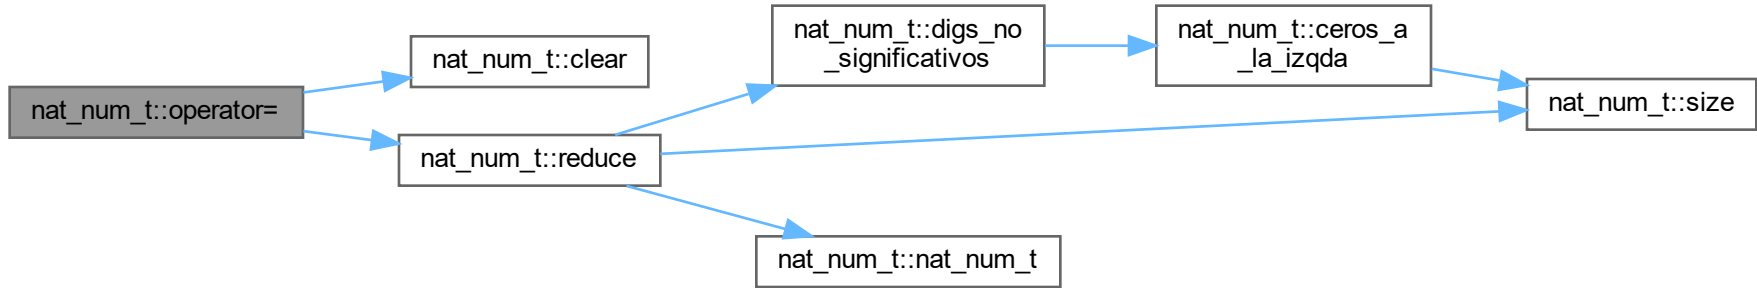 nat_num_t::operator=
nat_num_t::clear
nat_num_t::reduce
nat_num_t::digs_no
_significativos
nat_num_t::nat_num_t
nat_num_t::ceros_a
_la_izqda
nat_num_t::size